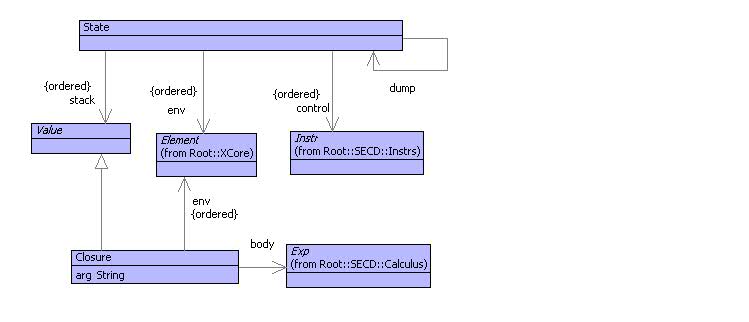 State
{ordered}
stack
{ordered}
env
{ordered}
control
dump
Value
Element
(from Root::XCore)
Instr
(from Root::SECD::Instrs)
env
{ordered}
Closure
arg String
body
Exp
(from Root::SECD::Calculus)